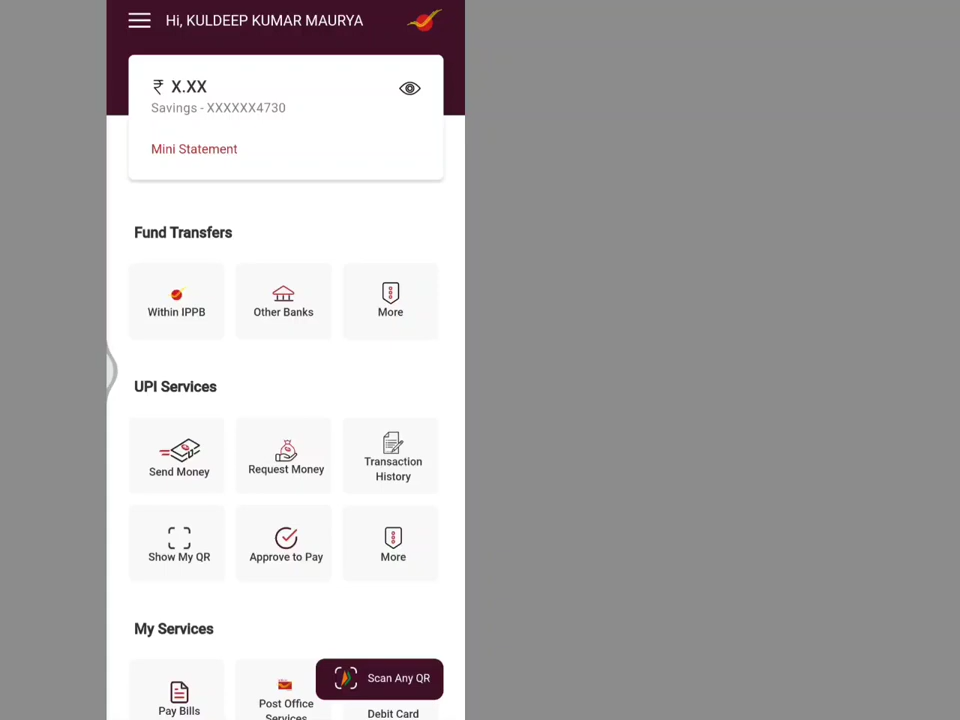 Hi, KULDEEP KUMAR MAURYA
₹ X.XX
Savings - XXXXXX4730
Mini Statement
Fund Transfers
Within IPPB
Other Banks
More
UPI Services
Send Money
Request Money
Transaction
History
Show My QR
Approve to Pay
More
My Services
Scan Any QR
Pay Bills
Post Office
Services
Debit Card